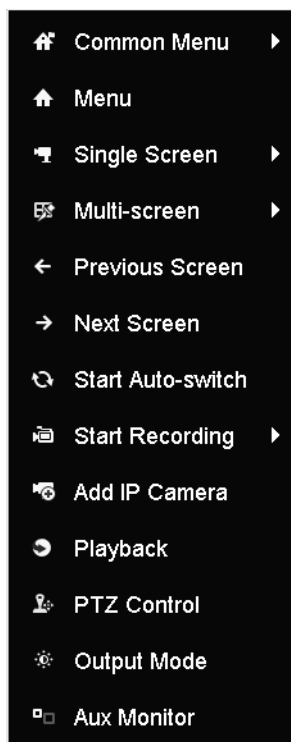 Common Menu
Menu
Single Screen
Multi-screen
Previous Screen
Next Screen
Start Auto-switch
Start Recording
Add IP Camera
Playback
PTZ Control
Output Mode
Aux Monitor